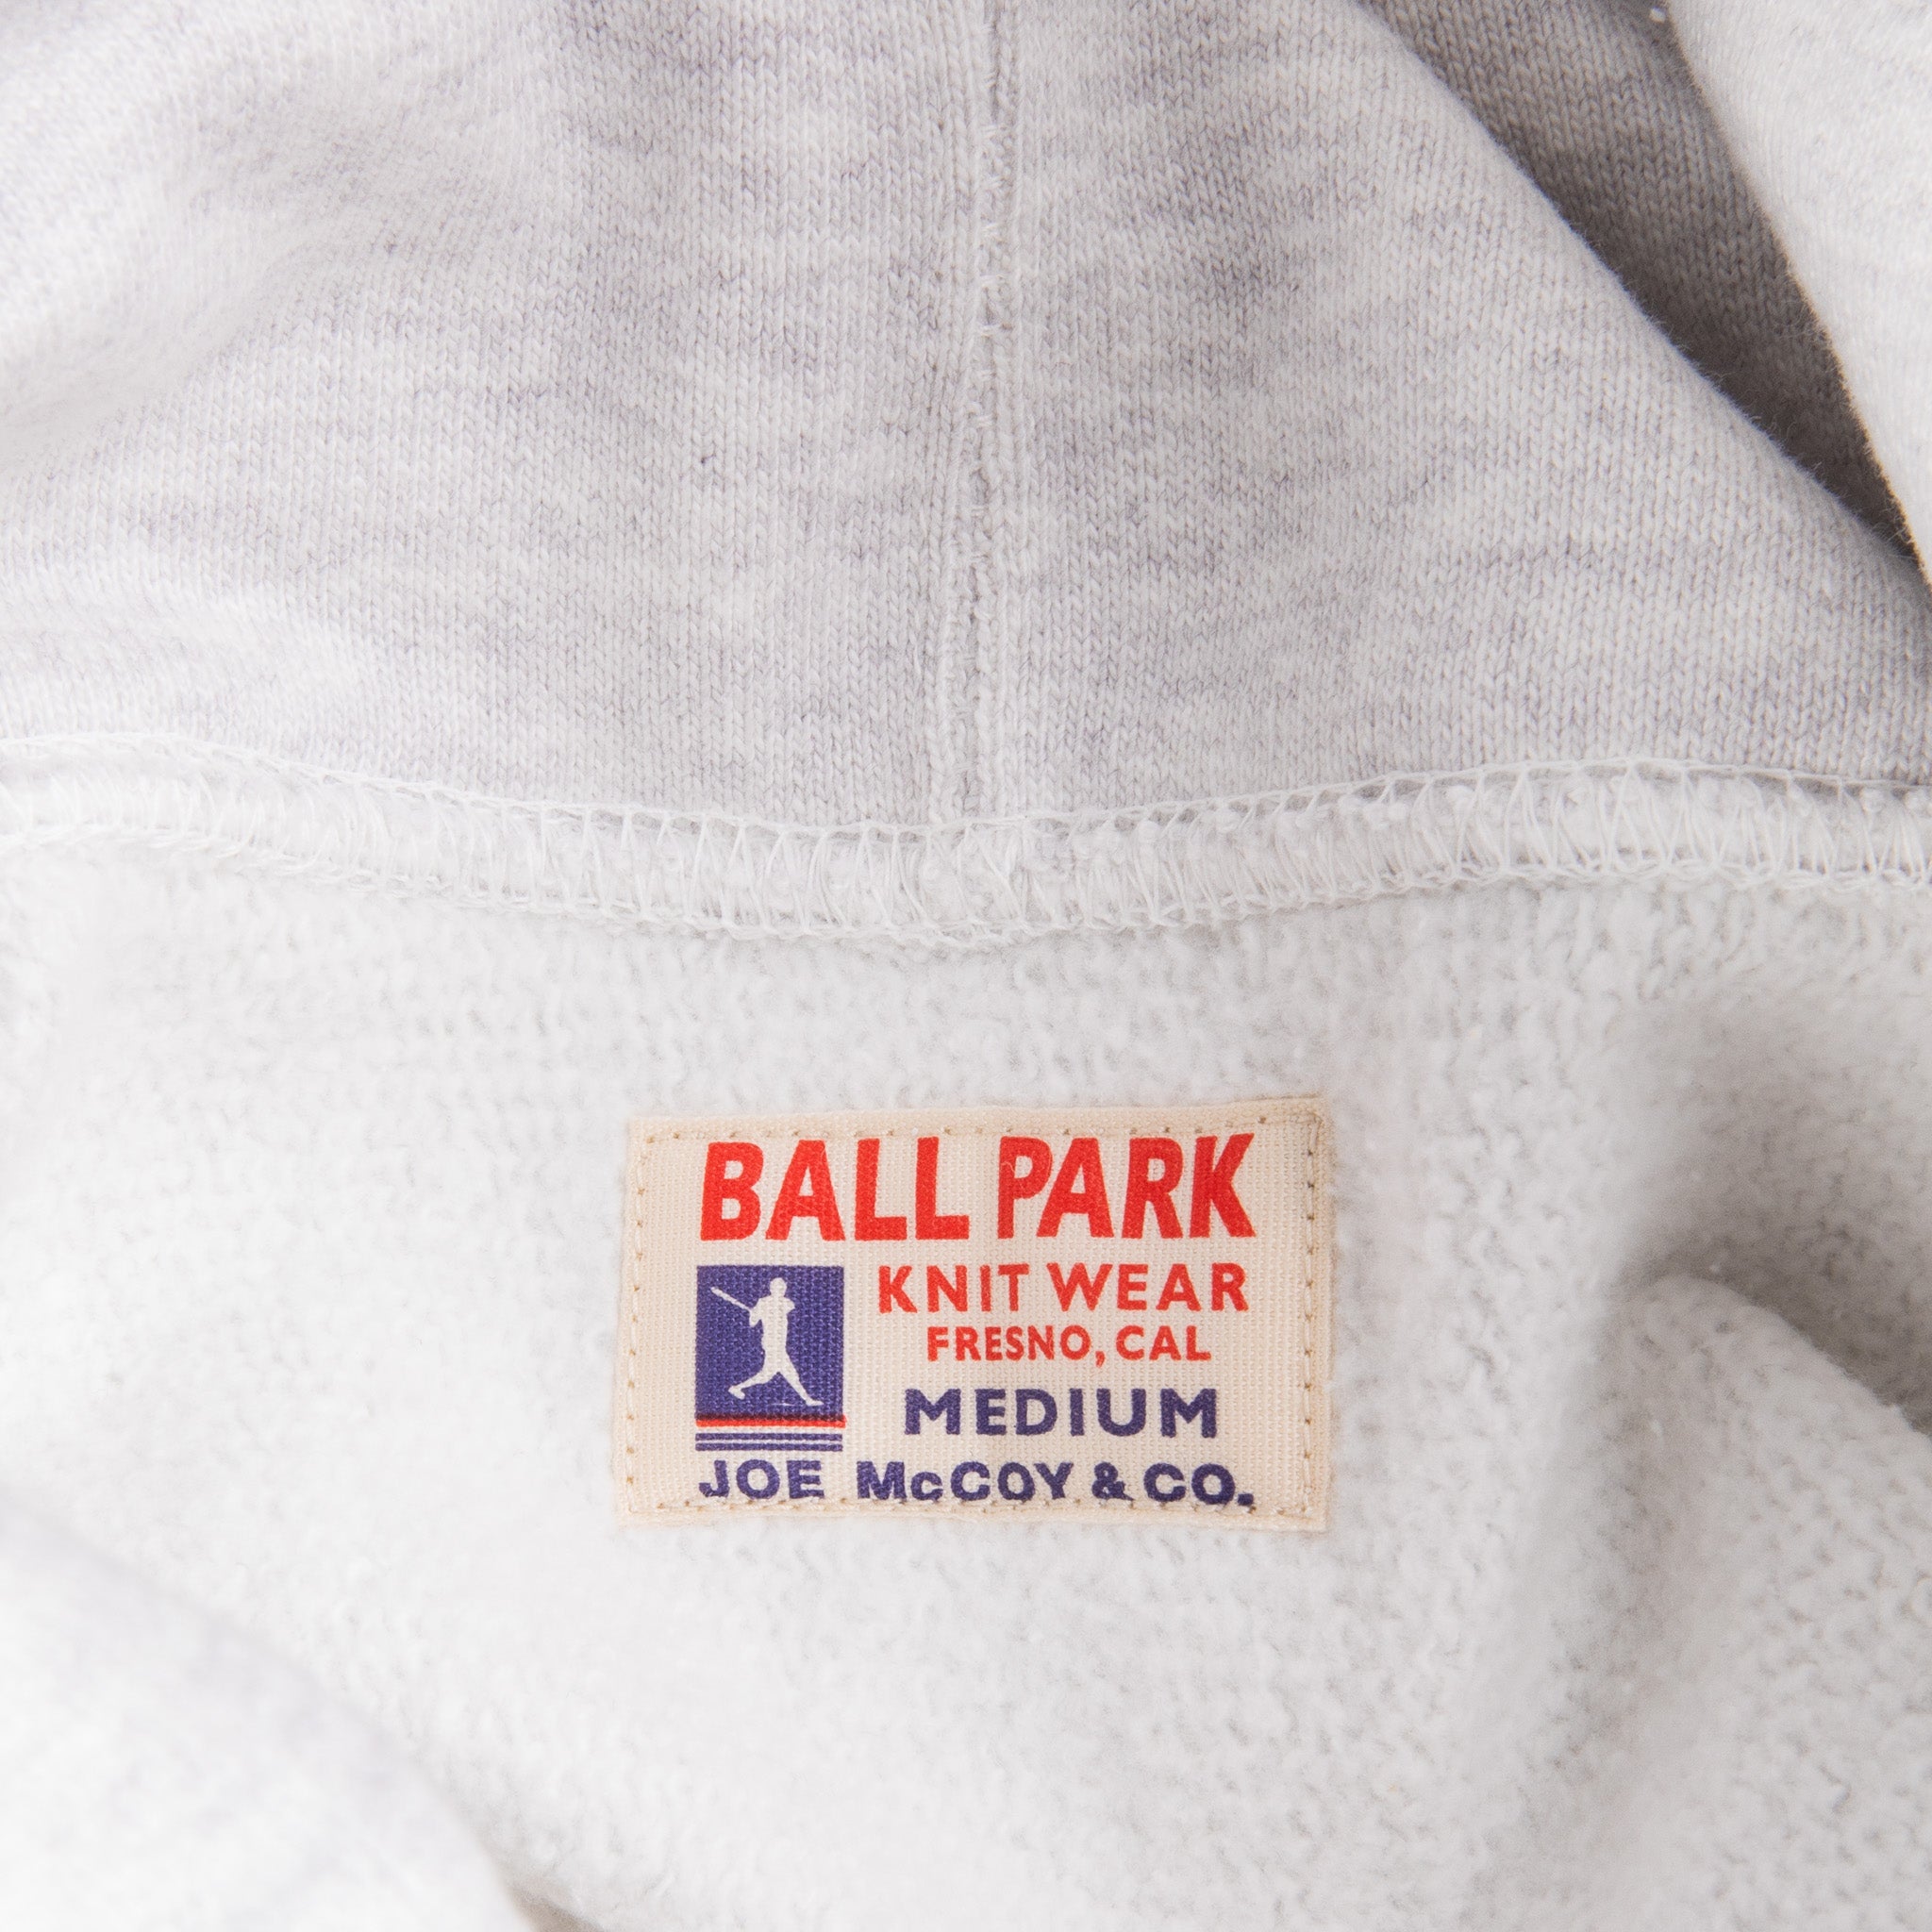 BALL PARK
KNIT WEAR
FRESNO, CAL
MEDIUM
JOE McCOY & CO.